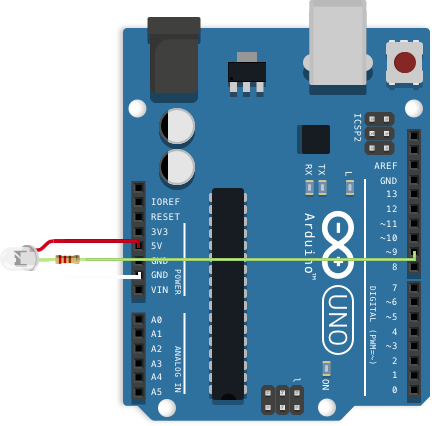 ICSP2
RX
TX
L
AREF
GND
13
12
~11
~10
~9
8
7
~6
~5
4
~3
2
1
0
DIGITAL (PWM=~)
IOREF
RESET
3V3
5V
GND
GND
VIN
POWER
A0
A1
A2
A3
A4
A5
ANALOG IN
Arduino™
UNO
ON